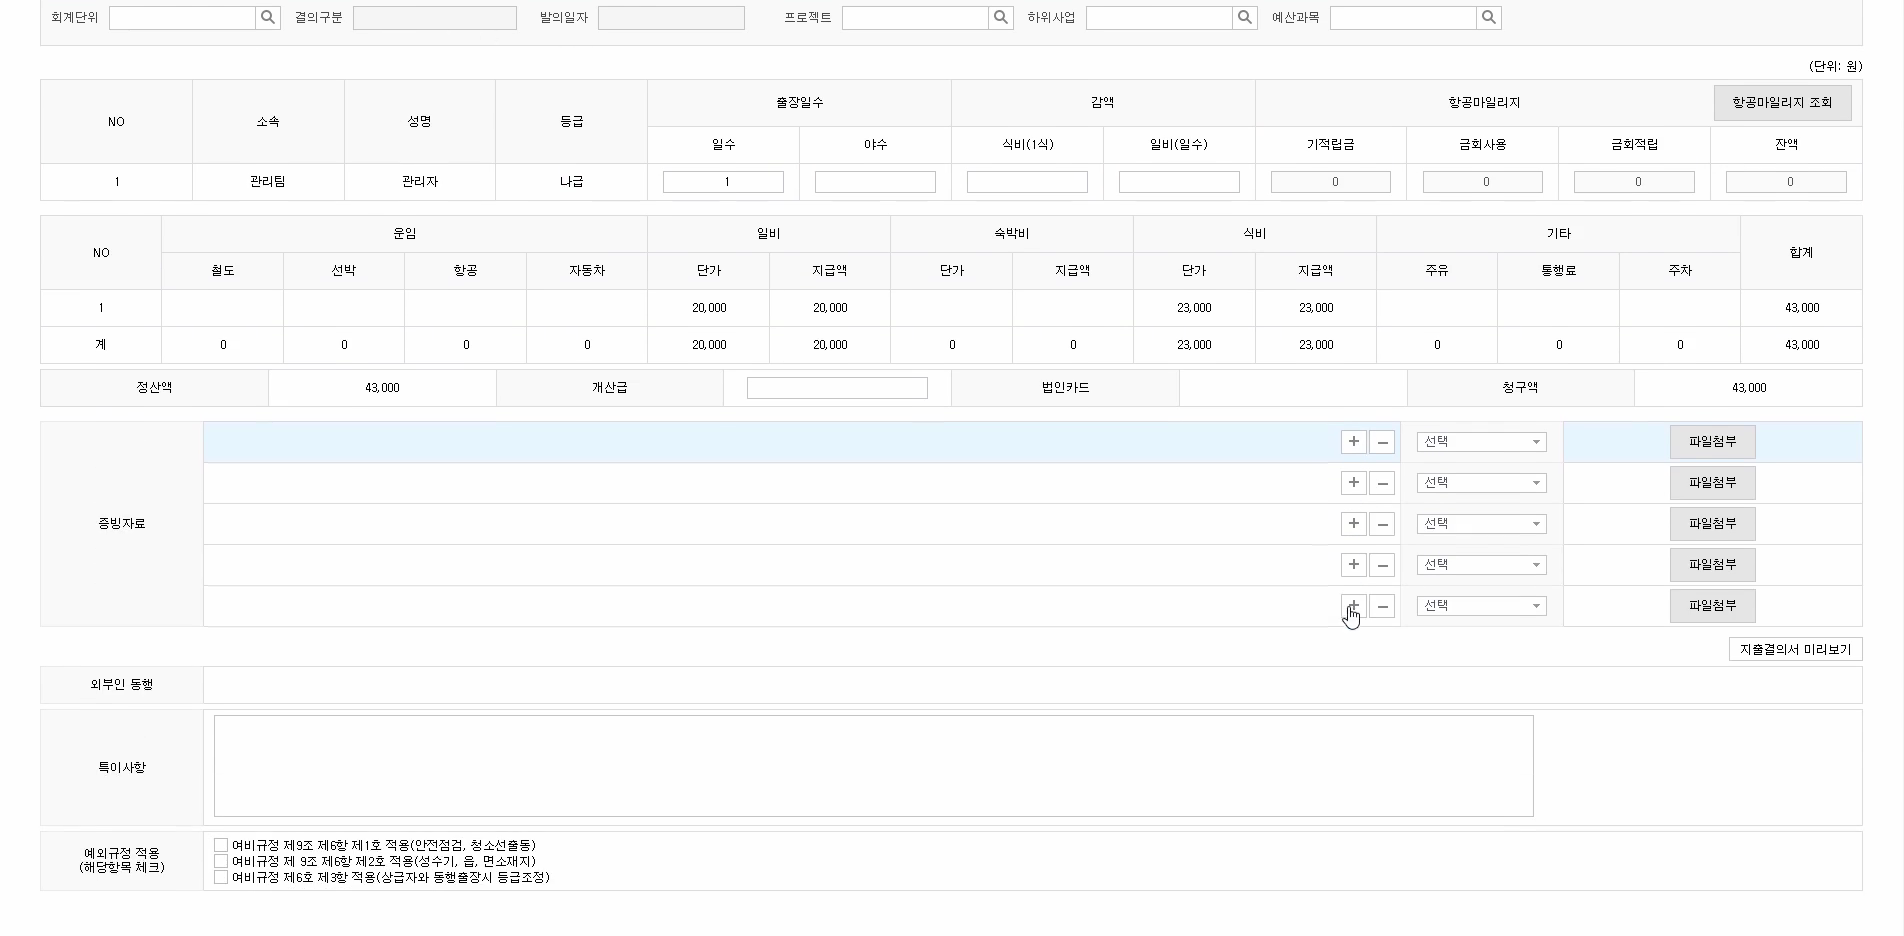 회계단위 결의구분 발의일자 프로젝트 하위사업 예산과목
(단위: 원)
NO 소속 성명 등급 출장일수 감액 항공마일리지 항공마일리지 조회
일수 야수 식비(1식) 일비(일수) 기적립금 금회사용 금회적립 잔액
1 관리팀 관리자 나급 1 0 0 0 0
NO 운임 일비 숙박비 식비 기타 합계
철도 선박 항공 자동차 단가 지급액 단가 지급액 단가 지급액 주유 통행료 주차
1 20,000 20,000 23,000 23,000 43,000
계 0 0 0 0 20,000 20,000 0 0 23,000 23,000 0 0 0 43,000
정산액 43,000 개산급 법인카드 청구액 43,000
증빙자료
+ − 선택 파일첨부
+ − 선택 파일첨부
+ − 선택 파일첨부
+ − 선택 파일첨부
+ − 선택 파일첨부
지출결의서 미리보기
외부인 동행
특이사항
예외규정 적용
(해당항목 체크)
여비규정 제9조 제6항 제1호 적용(안전점검, 청소선출동)
여비규정 제 9조 제6항 제2호 적용(성수기, 읍, 면소재지)
여비규정 제6호 제3항 적용(상급자와 동행출장시 등급조정)